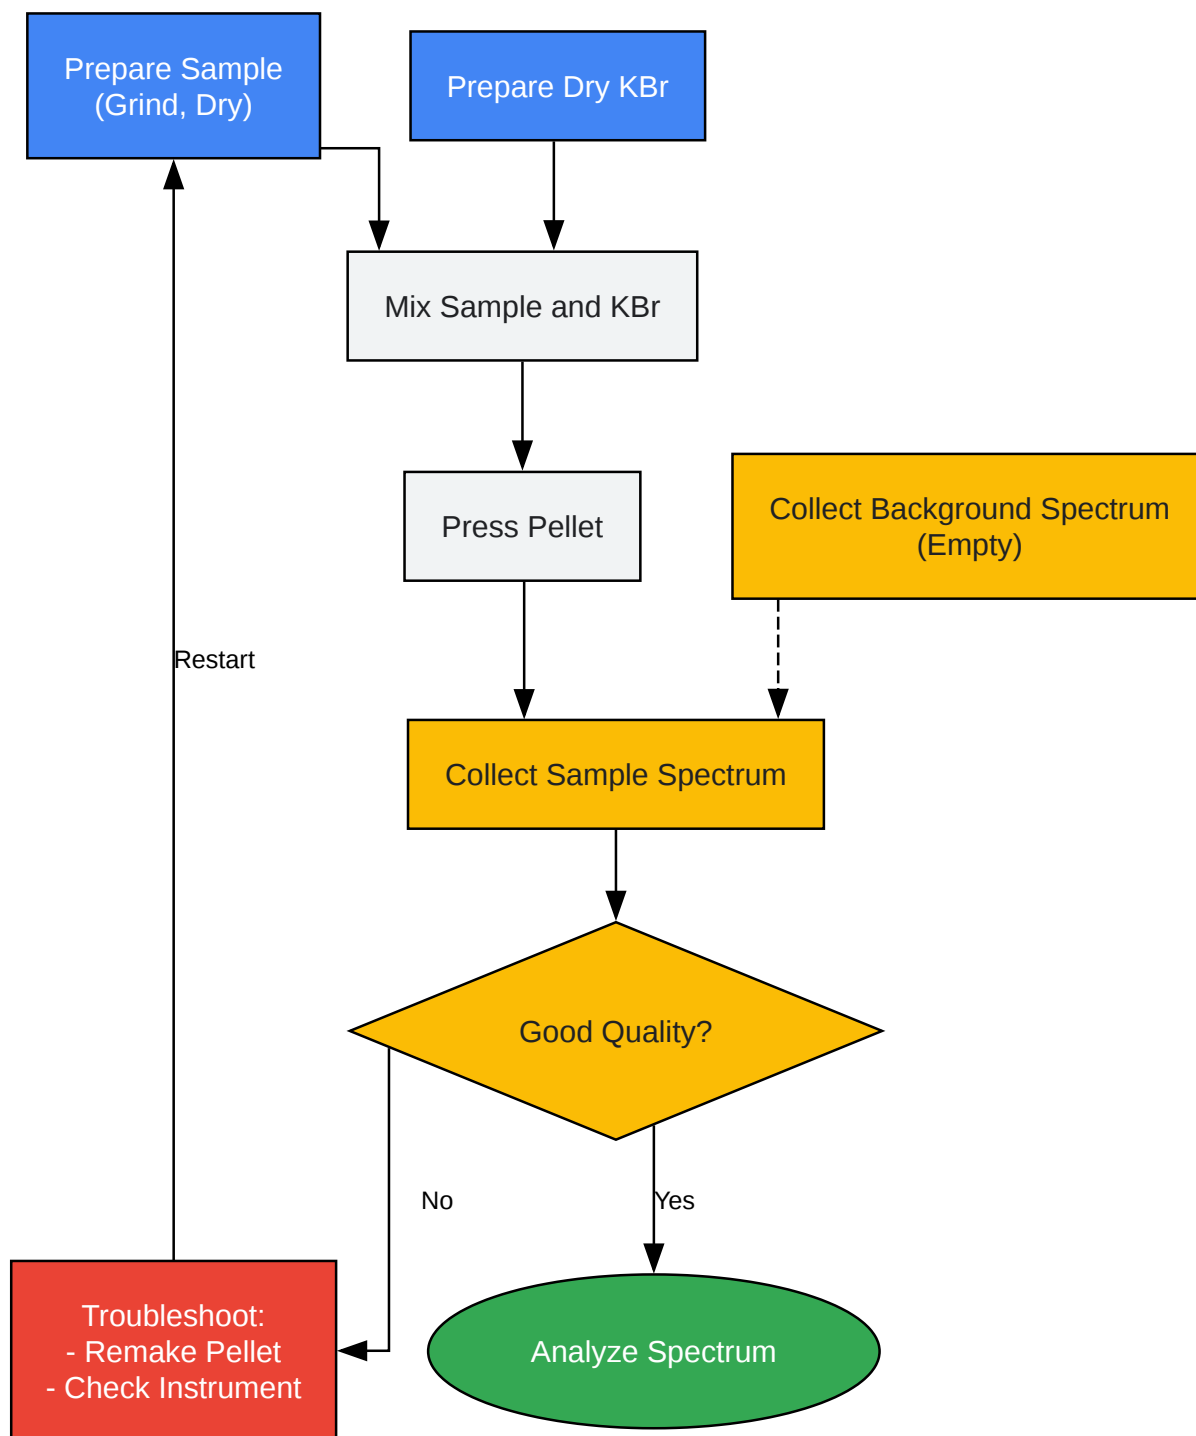 Prepare Sample
(Grind, Dry)
Prepare Dry KBr
Mix Sample and KBr
Press Pellet
Collect Background Spectrum
(Empty)
Restart
Collect Sample Spectrum
Good Quality?
No
Yes
Troubleshoot:
- Remake Pellet
- Check Instrument
Analyze Spectrum